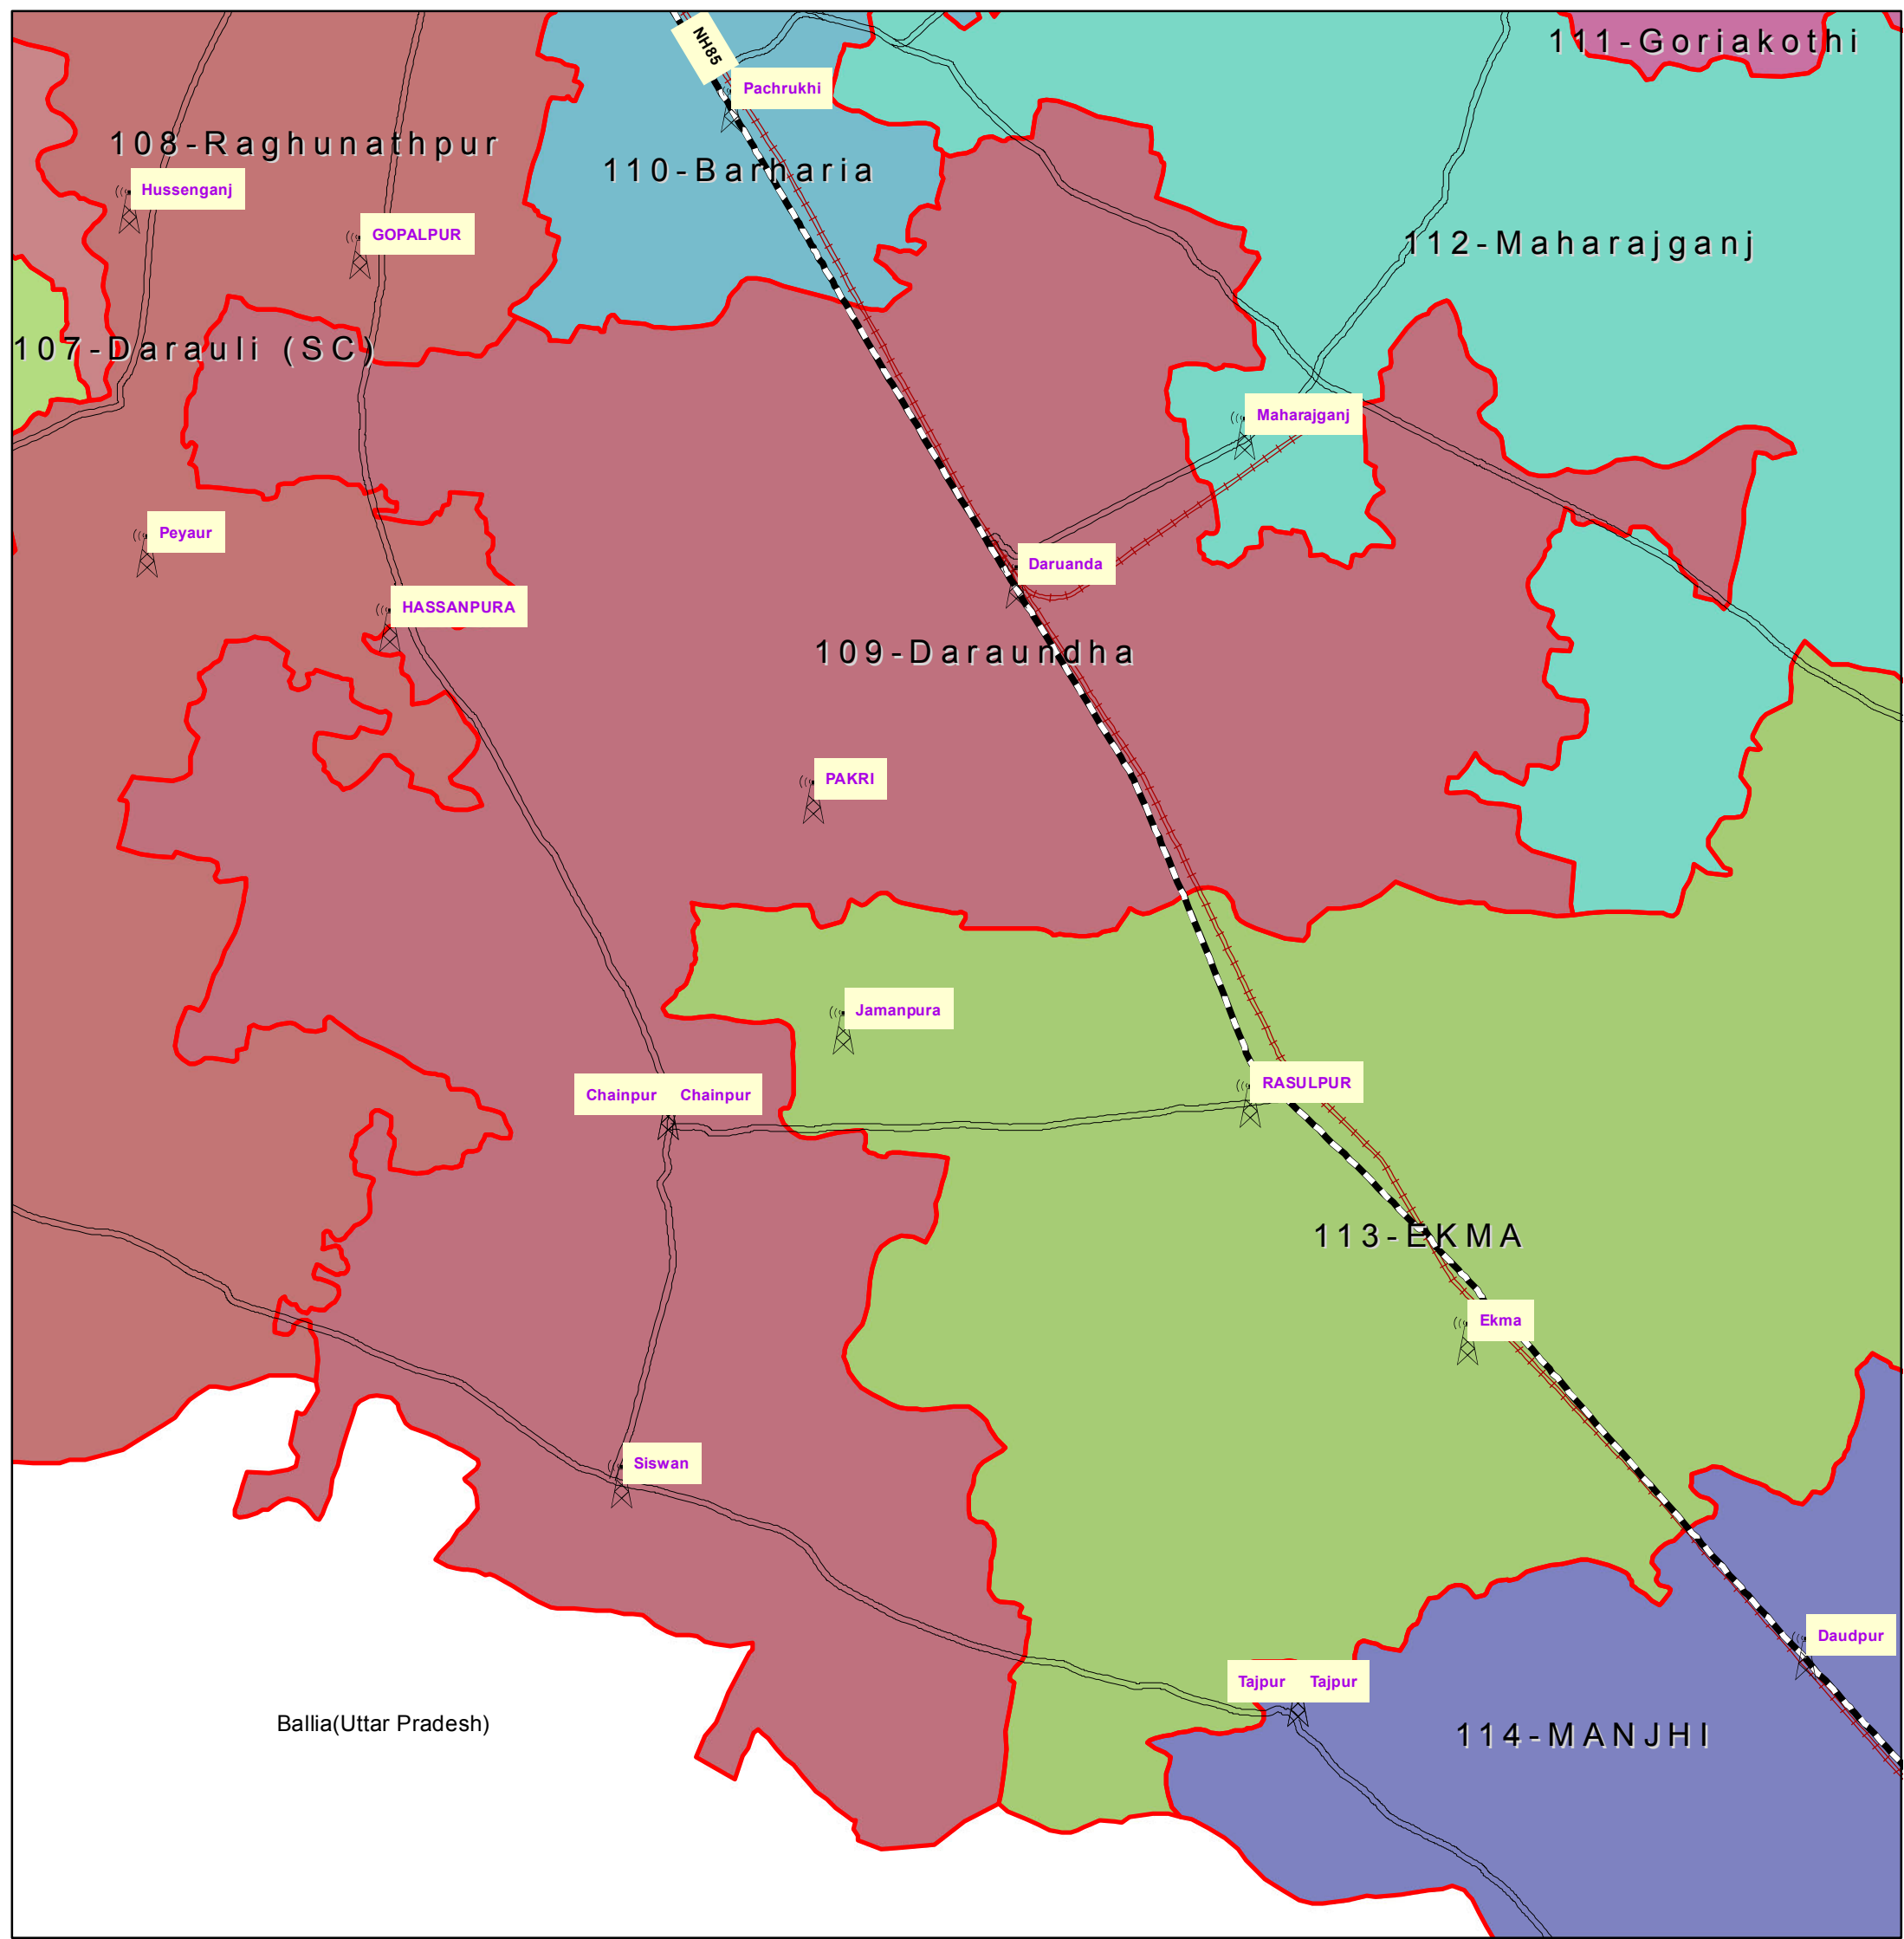 111-Goriakothi
NH85
Pachrukhi
108-Raghunathpur
110-Barharia
Hussenganj
GOPALPUR
112-Maharajganj
107-Darauli (SC)
Maharajganj
Peyaur
Daruanda
HASSANPURA
109-Daraundha
PAKRI
Jamanpura
RASULPUR
Chainpur Chainpur
113-EKMA
Ekma
Siswan
Daudpur
Tajpur Tajpur
Ballia(Uttar Pradesh)
114-MANJHI